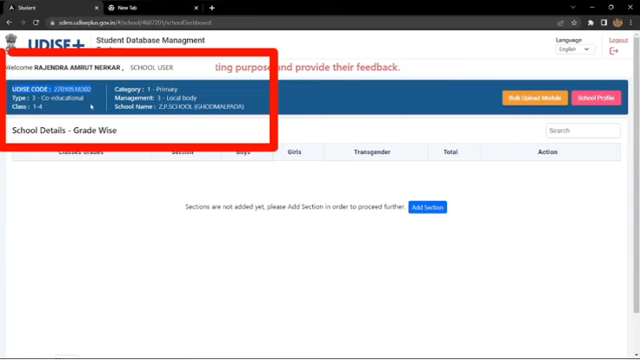 Student
New Tab
sdms.udiseplus.gov.in/#/school/4687201/schoolDashboard
UDISE+
Student Database Managment
Language
English
Logout
Welcome RAJENDRA AMRUT NERKAR, SCHOOL USER
ting purpose and provide their feedback.
UDISE CODE : 27010518302
Type : 3 - Co-educational
Class : 1-4
Category : 1 - Primary
Management : 3 - Local body
School Name : Z.P.SCHOOL (GHODMALPADA)
Bulk Upload Module
School Profile
School Details - Grade Wise
Search
Classes/Grades Section Boys Girls Transgender Total Action
Sections are not added yet, please Add Section in order to proceed further.
Add Section